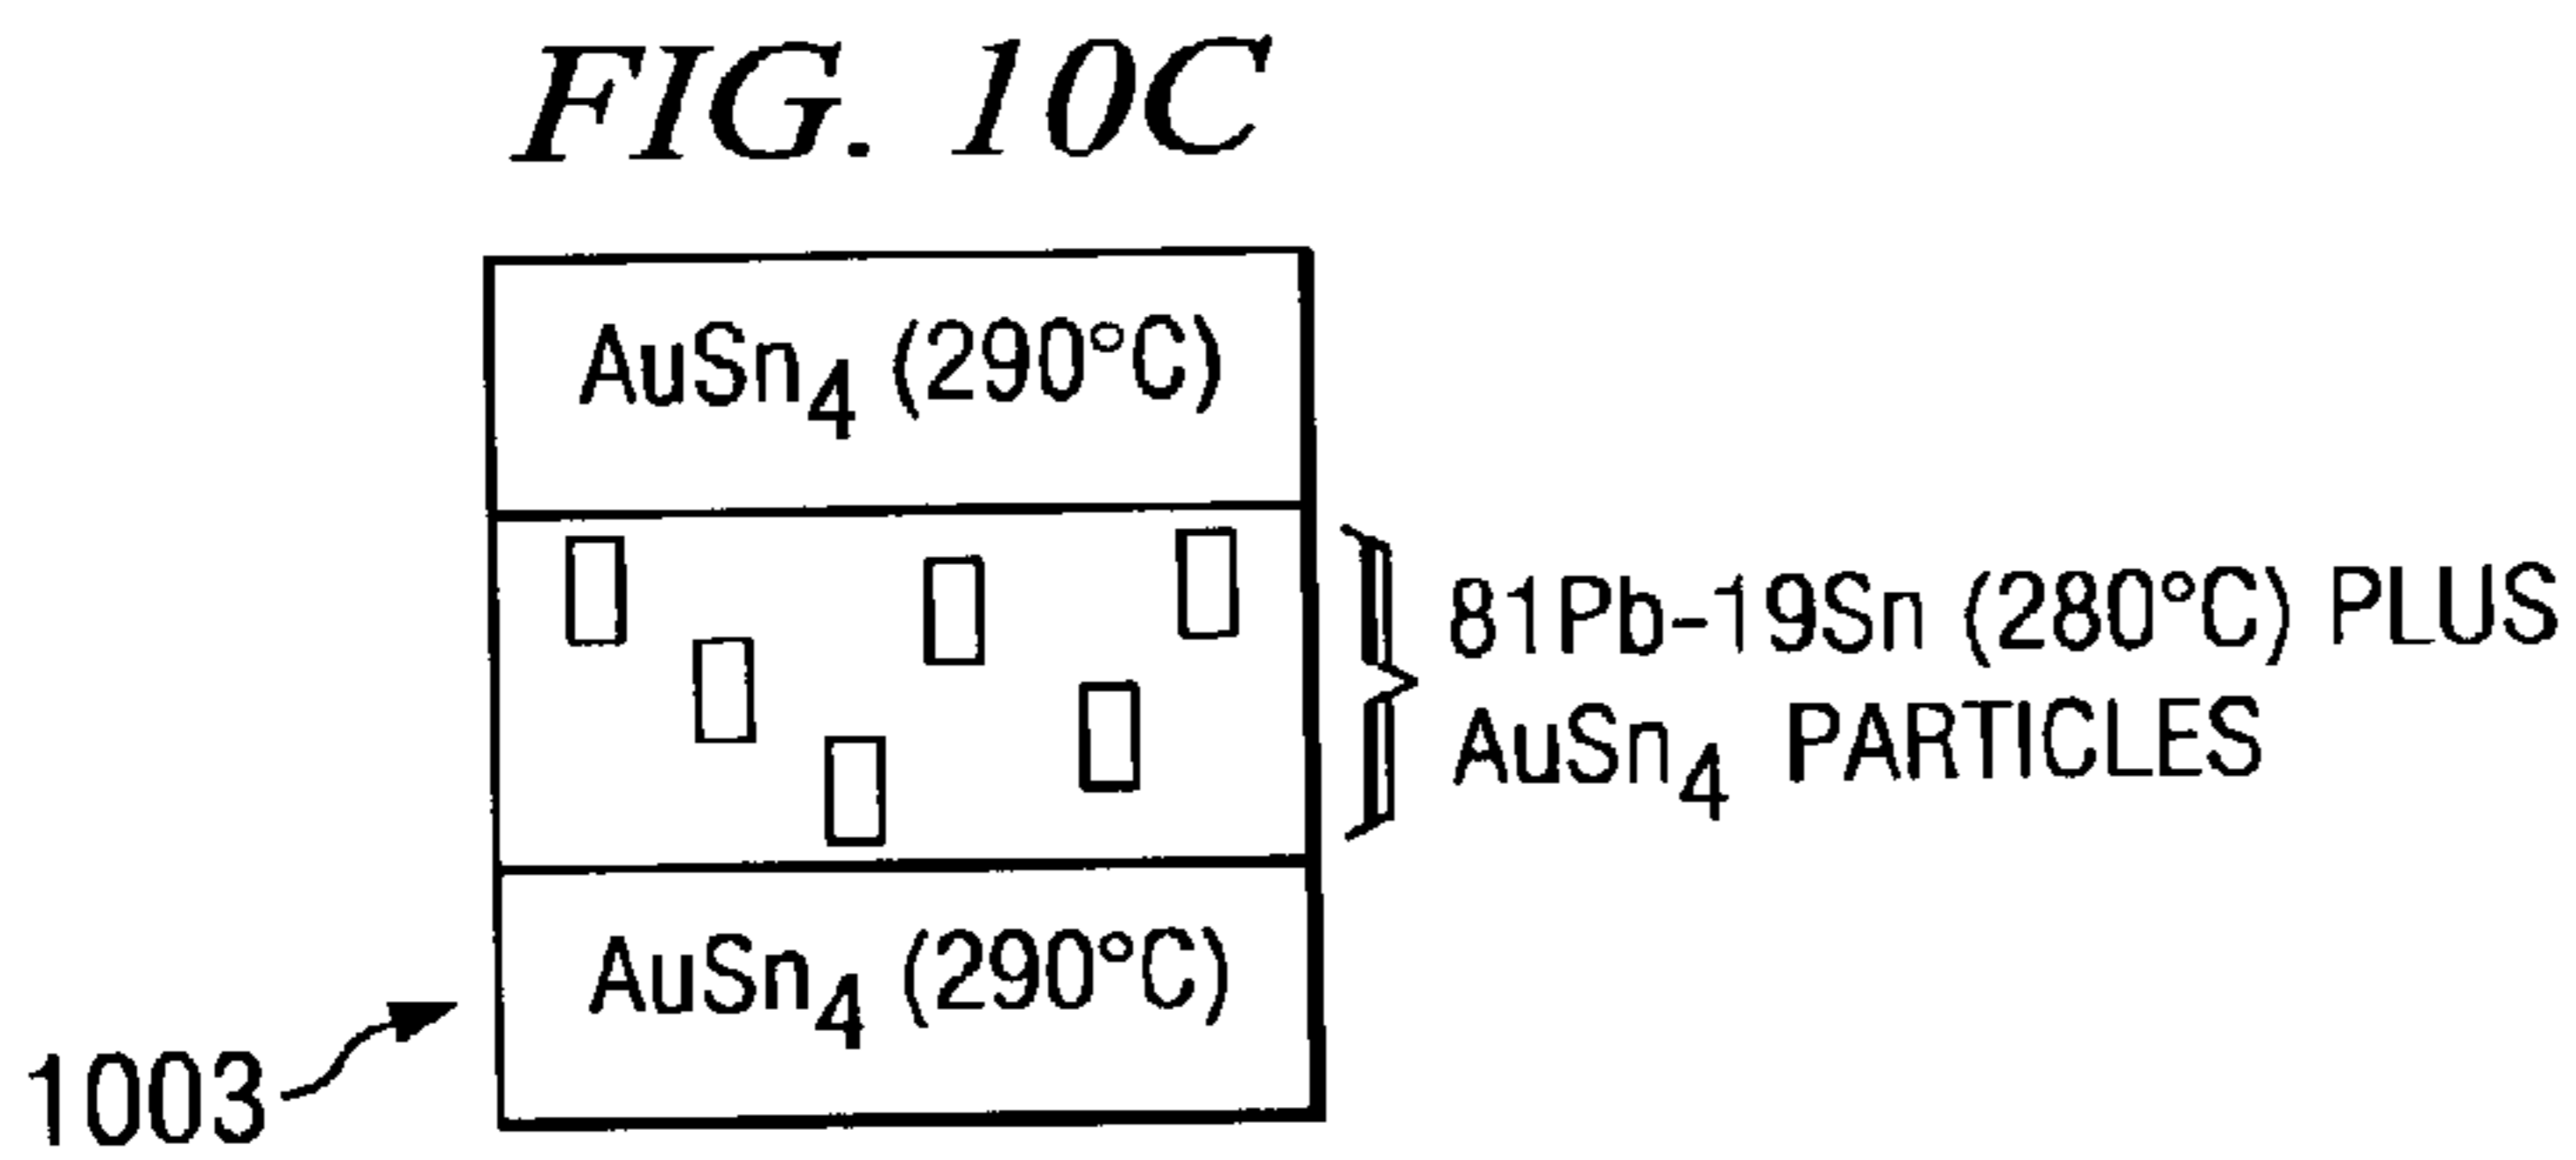 FIG. 10C
AuSn4 (290°C)
81Pb-19Sn (280°C) PLUS
AuSn4 PARTICLES
AuSn4 (290°C)
1003